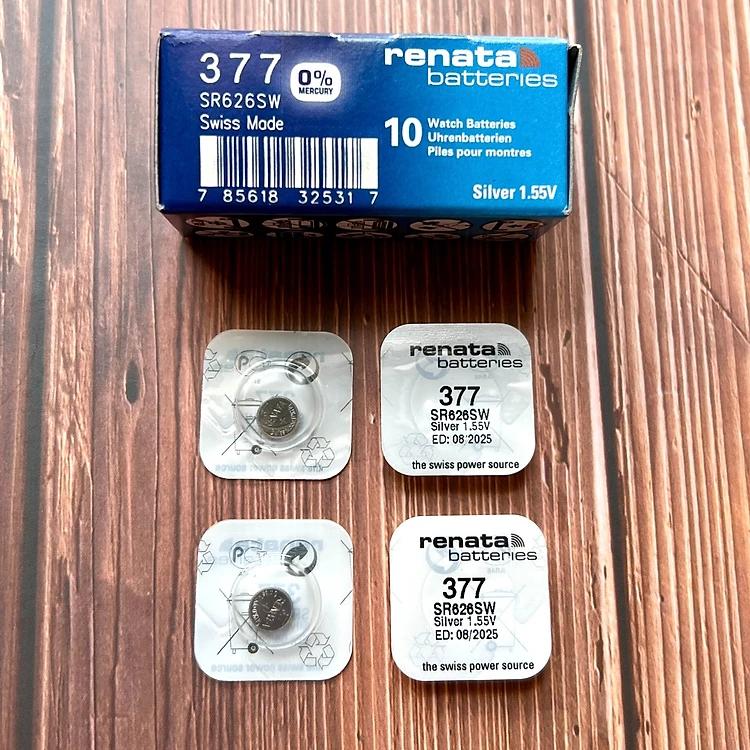 377
0%
MERCURY
SR626SW
Swiss Made
7 85618 32531 7
renata
batteries
10 Watch Batteries
Uhrenbatterien
Piles pour montres
Silver 1.55V
renata
batteries
377
SR626SW
Silver 1.55V
ED: 08/2025
the swiss power source
renata
batteries
377
SR626SW
Silver 1.55V
ED: 08/2025
the swiss power source